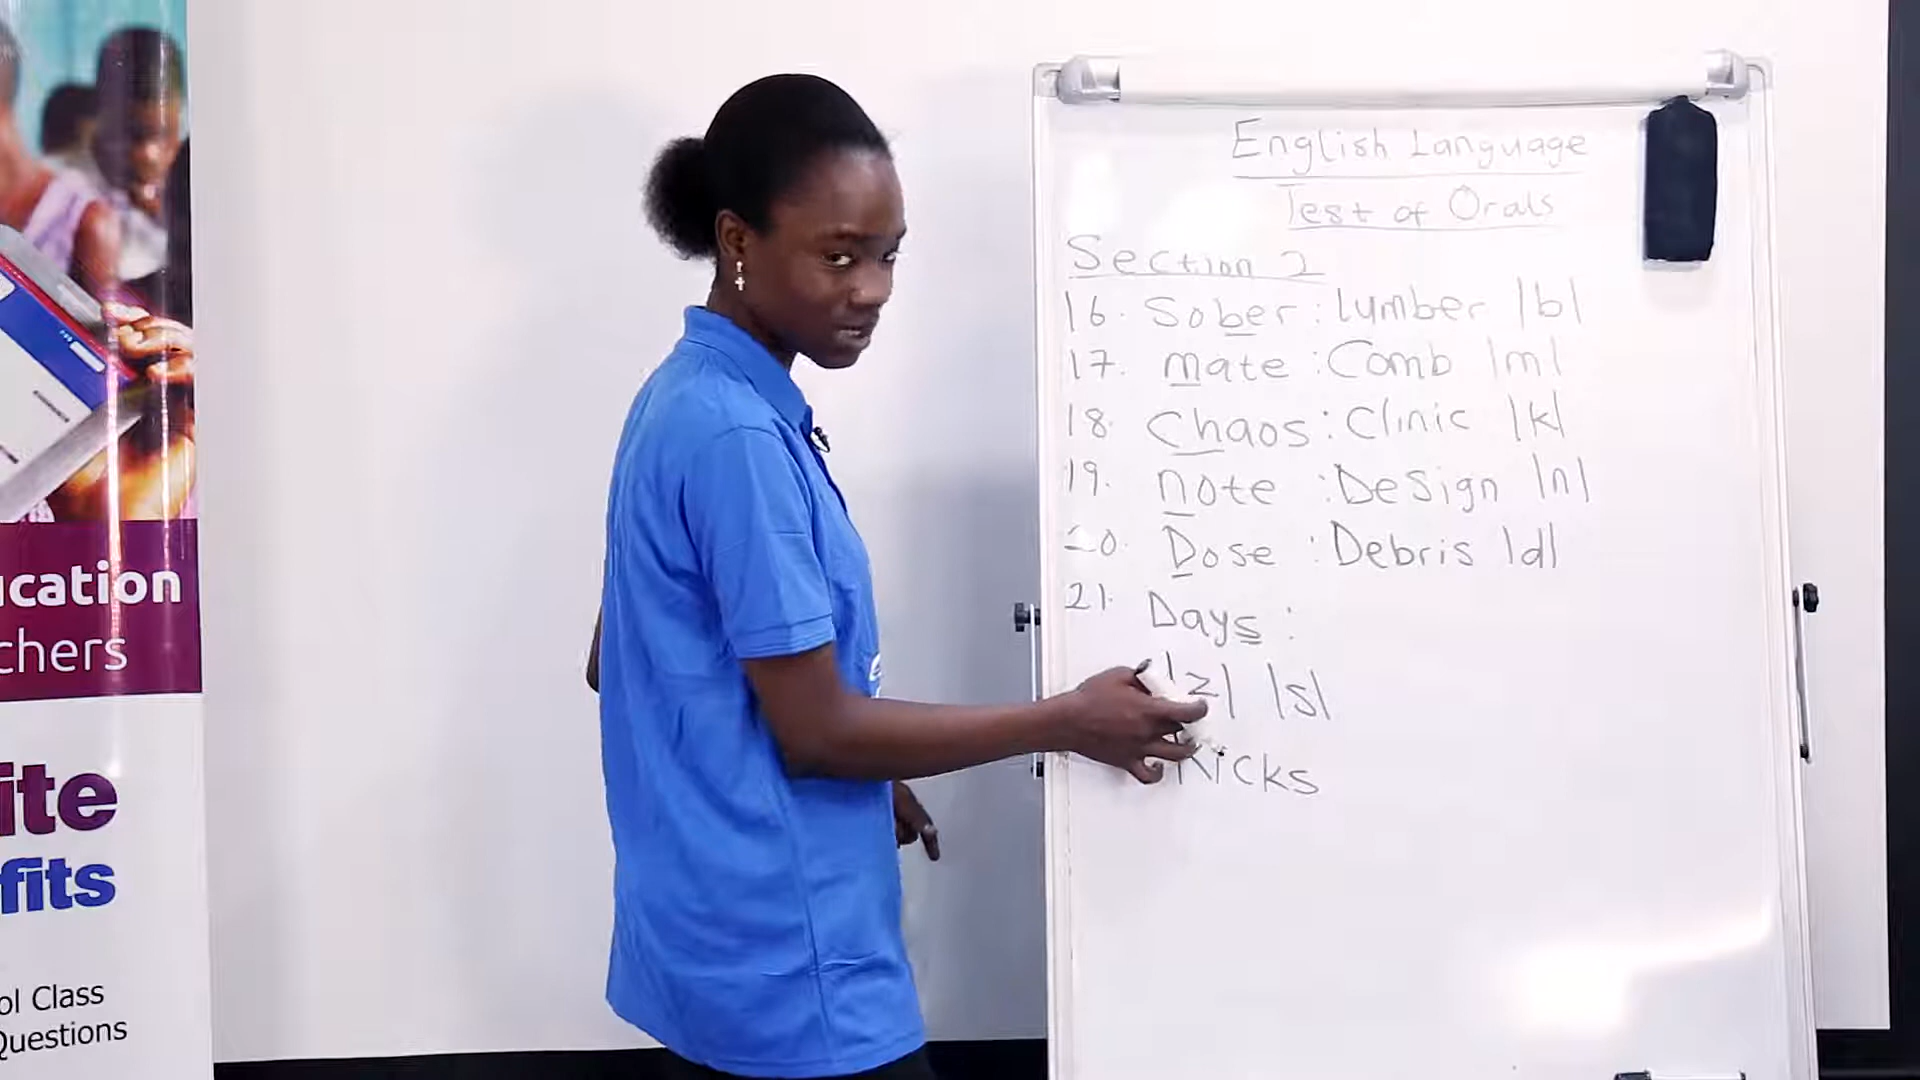 English Language
Test of Orals
Section 2
16. Sober : lumber |b|
17. mate : Comb |m|
18. Chaos : Clinic |k|
19. note : Design |n|
20. Dose : Debris |d|
21. Days :
|z| |s|
Kicks
ucation
chers
ite
fits
ol Class
Questions